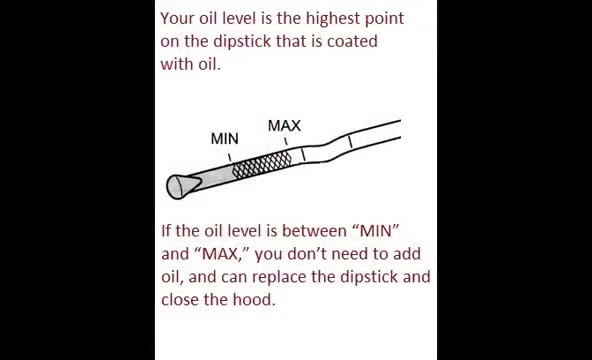 Your oil level is the highest point
on the dipstick that is coated
with oil.
MAX
MIN
If the oil level is between “MIN”
and “MAX,” you don’t need to add
oil, and can replace the dipstick and
close the hood.